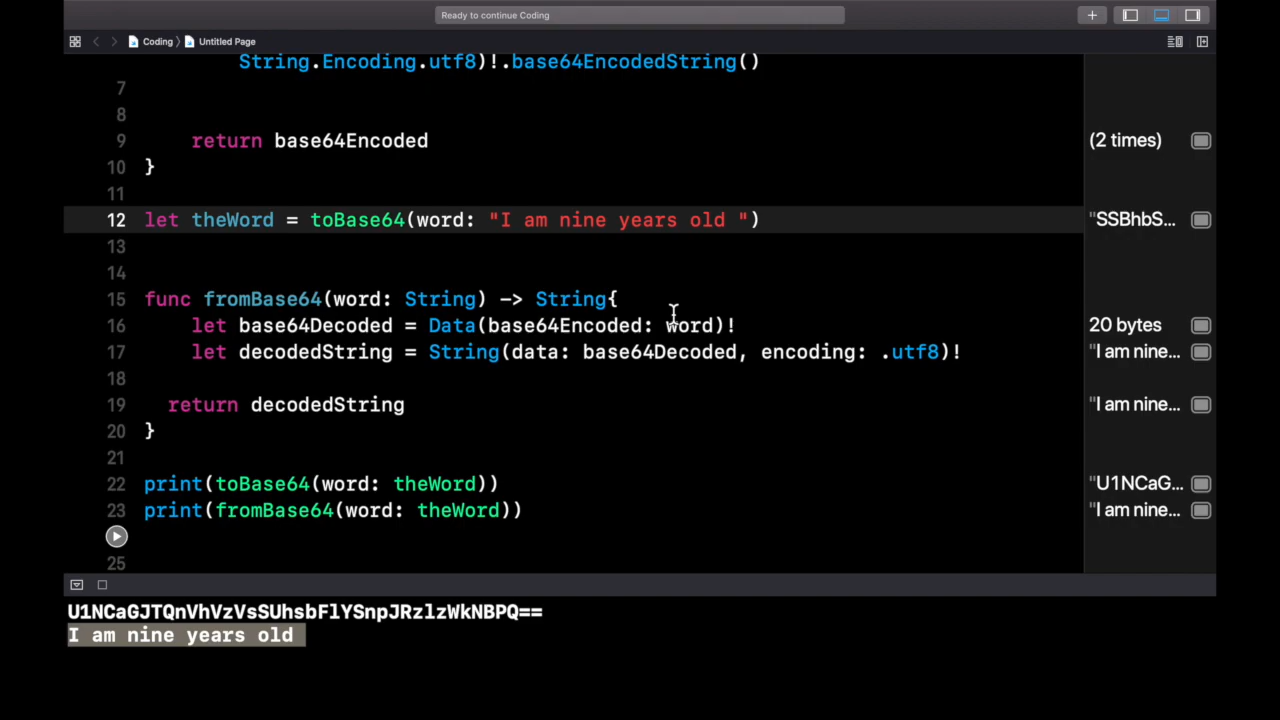 Ready to continue Coding
Coding
Untitled Page
String.Encoding.utf8)!.base64EncodedString()
7
8
9 return base64Encoded (2 times)
10 }
11
12 let theWord = toBase64(word: "I am nine years old ") "SSBhbS...
13
14
15 func fromBase64(word: String) -> String{
16 let base64Decoded = Data(base64Encoded: word)! 20 bytes
17 let decodedString = String(data: base64Decoded, encoding: .utf8)! "I am nine...
18
19 return decodedString "I am nine...
20 }
21
22 print(toBase64(word: theWord)) "U1NCaG...
23 print(fromBase64(word: theWord)) "I am nine...
25
U1NCaGJTQnVhVzVsSUhsbFlYSnpJRzlzWkNBPQ==
I am nine years old